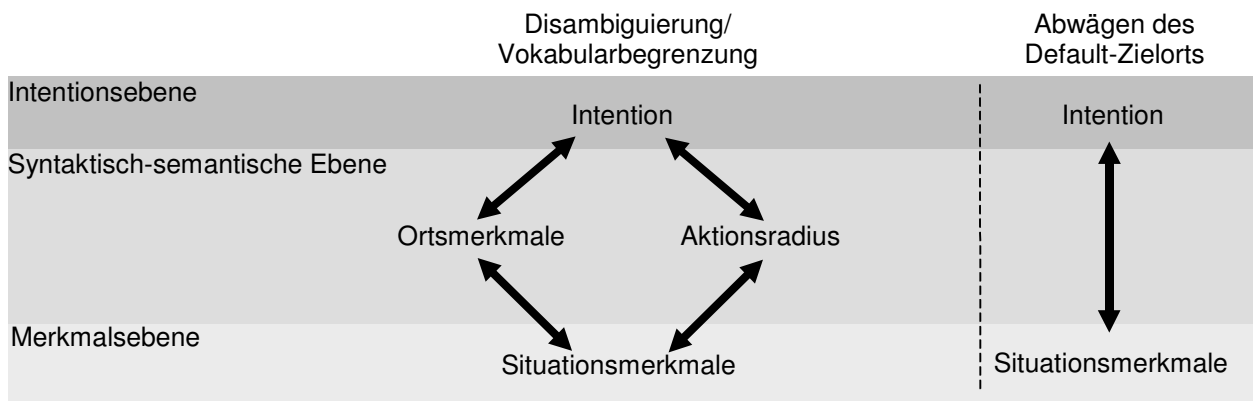 Disambiguierung/
Vokabularbegrenzung
Abwägen des
Default-Zielorts
Intentionsebene
Intention
Intention
Syntaktisch-semantische Ebene
Ortsmerkmale
Aktionsradius
Merkmalsebene
Situationsmerkmale
Situationsmerkmale